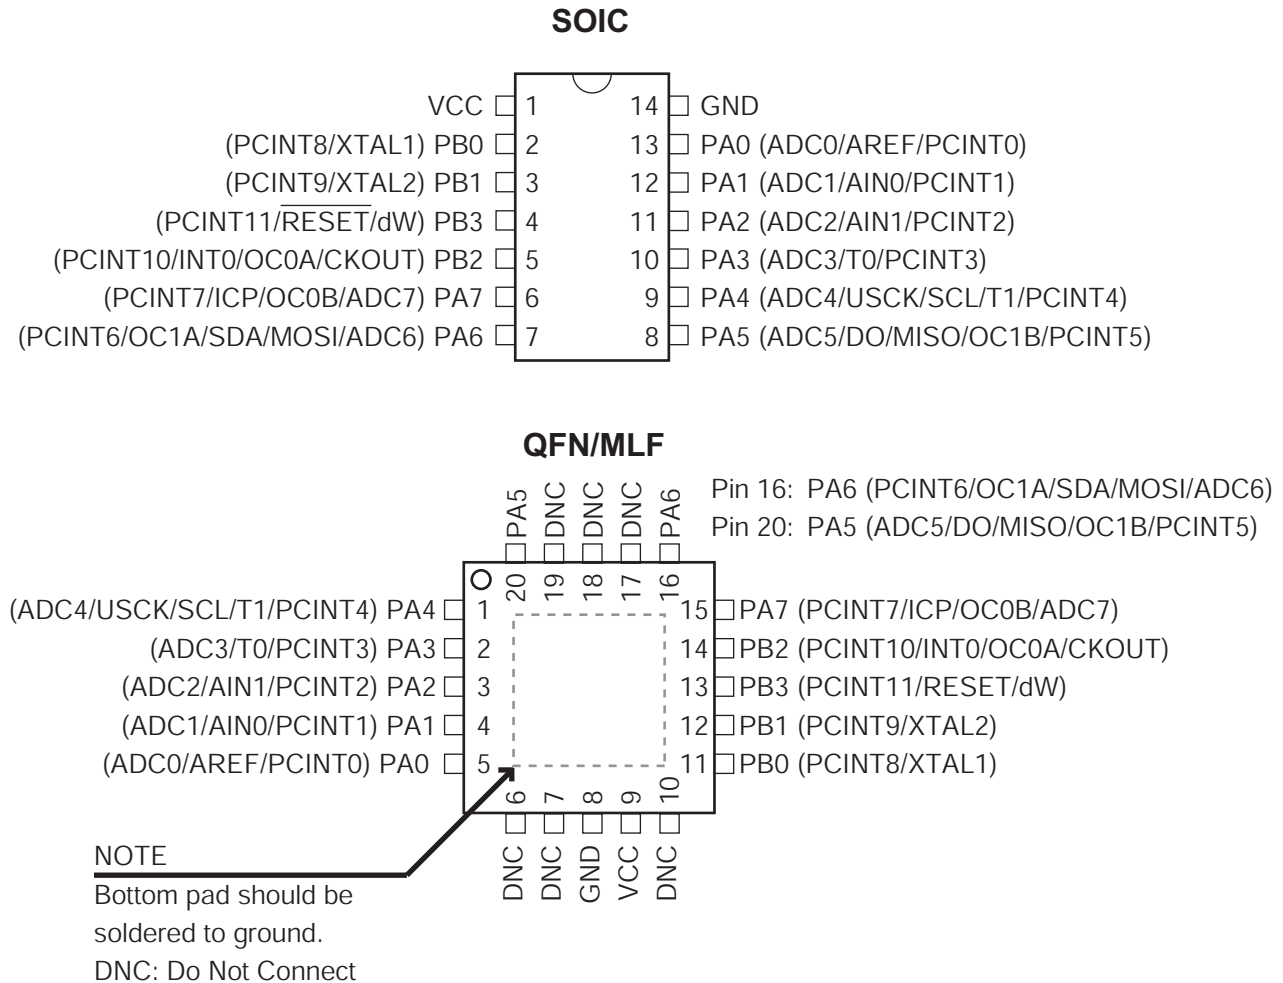 SOIC
VCC 1 14 GND
(PCINT8/XTAL1) PB0 2 13 PA0 (ADC0/AREF/PCINT0)
(PCINT9/XTAL2) PB1 3 12 PA1 (ADC1/AIN0/PCINT1)
(PCINT11/RESET/dW) PB3 4 11 PA2 (ADC2/AIN1/PCINT2)
(PCINT10/INT0/OC0A/CKOUT) PB2 5 10 PA3 (ADC3/T0/PCINT3)
(PCINT7/ICP/OC0B/ADC7) PA7 6 9 PA4 (ADC4/USCK/SCL/T1/PCINT4)
(PCINT6/OC1A/SDA/MOSI/ADC6) PA6 7 8 PA5 (ADC5/DO/MISO/OC1B/PCINT5)
QFN/MLF
Pin 16: PA6 (PCINT6/OC1A/SDA/MOSI/ADC6)
Pin 20: PA5 (ADC5/DO/MISO/OC1B/PCINT5)
PA5 DNC DNC DNC PA6
20 19 18 17 16
(ADC4/USCK/SCL/T1/PCINT4) PA4 1 15 PA7 (PCINT7/ICP/OC0B/ADC7)
(ADC3/T0/PCINT3) PA3 2 14 PB2 (PCINT10/INT0/OC0A/CKOUT)
(ADC2/AIN1/PCINT2) PA2 3 13 PB3 (PCINT11/RESET/dW)
(ADC1/AIN0/PCINT1) PA1 4 12 PB1 (PCINT9/XTAL2)
(ADC0/AREF/PCINT0) PA0 5 11 PB0 (PCINT8/XTAL1)
6 7 8 9 10
DNC DNC GND VCC DNC
NOTE
Bottom pad should be
soldered to ground.
DNC: Do Not Connect